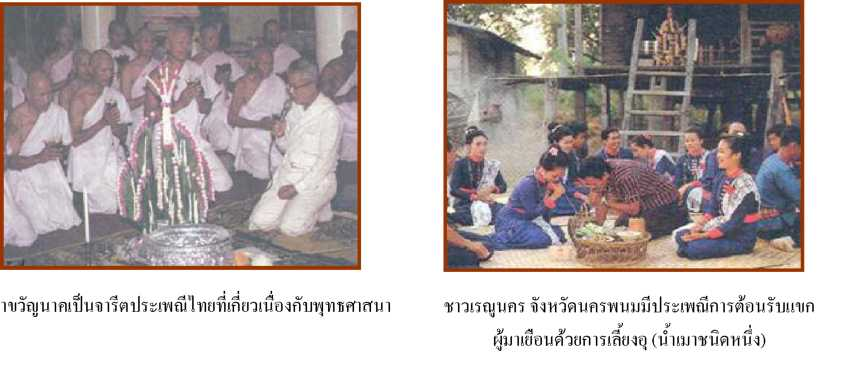 าขวัญนาคเป็นจารีตประเพณีไทยที่เกี่ยวเนื่องกับพุทธศาสนา
ชาวเรณูนคร จังหวัดนครพนมมีประเพณีการต้อนรับแขก
ผู้มาเยือนด้วยการเลี้ยงอุ (น้ำเมาชนิดหนึ่ง)